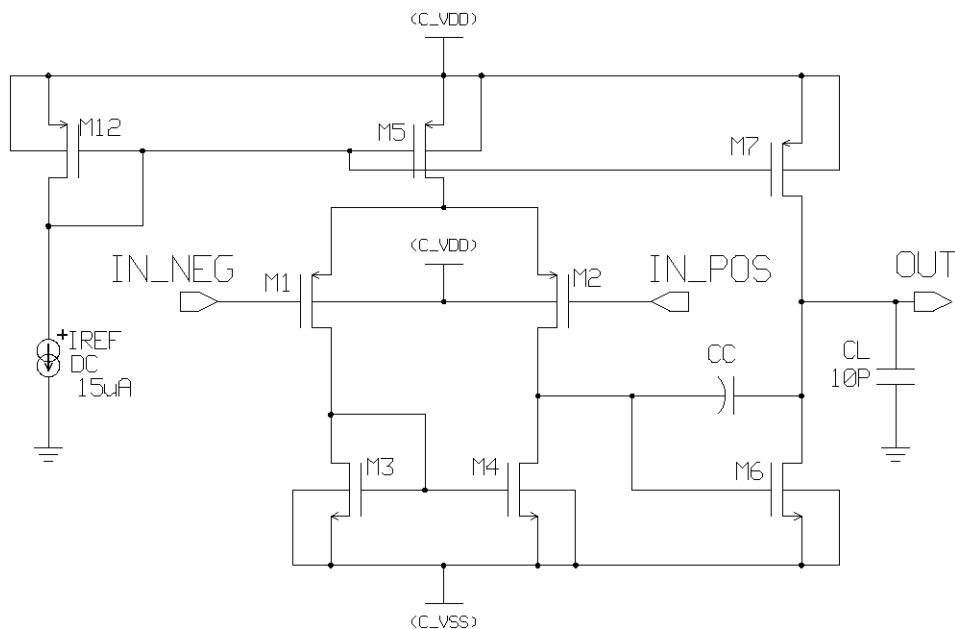 (C_VDD)
M12
M5
M7
(C_VDD)
IN_NEG
M1
M2
IN_POS
OUT
+
IREF
DC
15uA
CC
CL
10P
M3
M4
M6
(C_VSS)